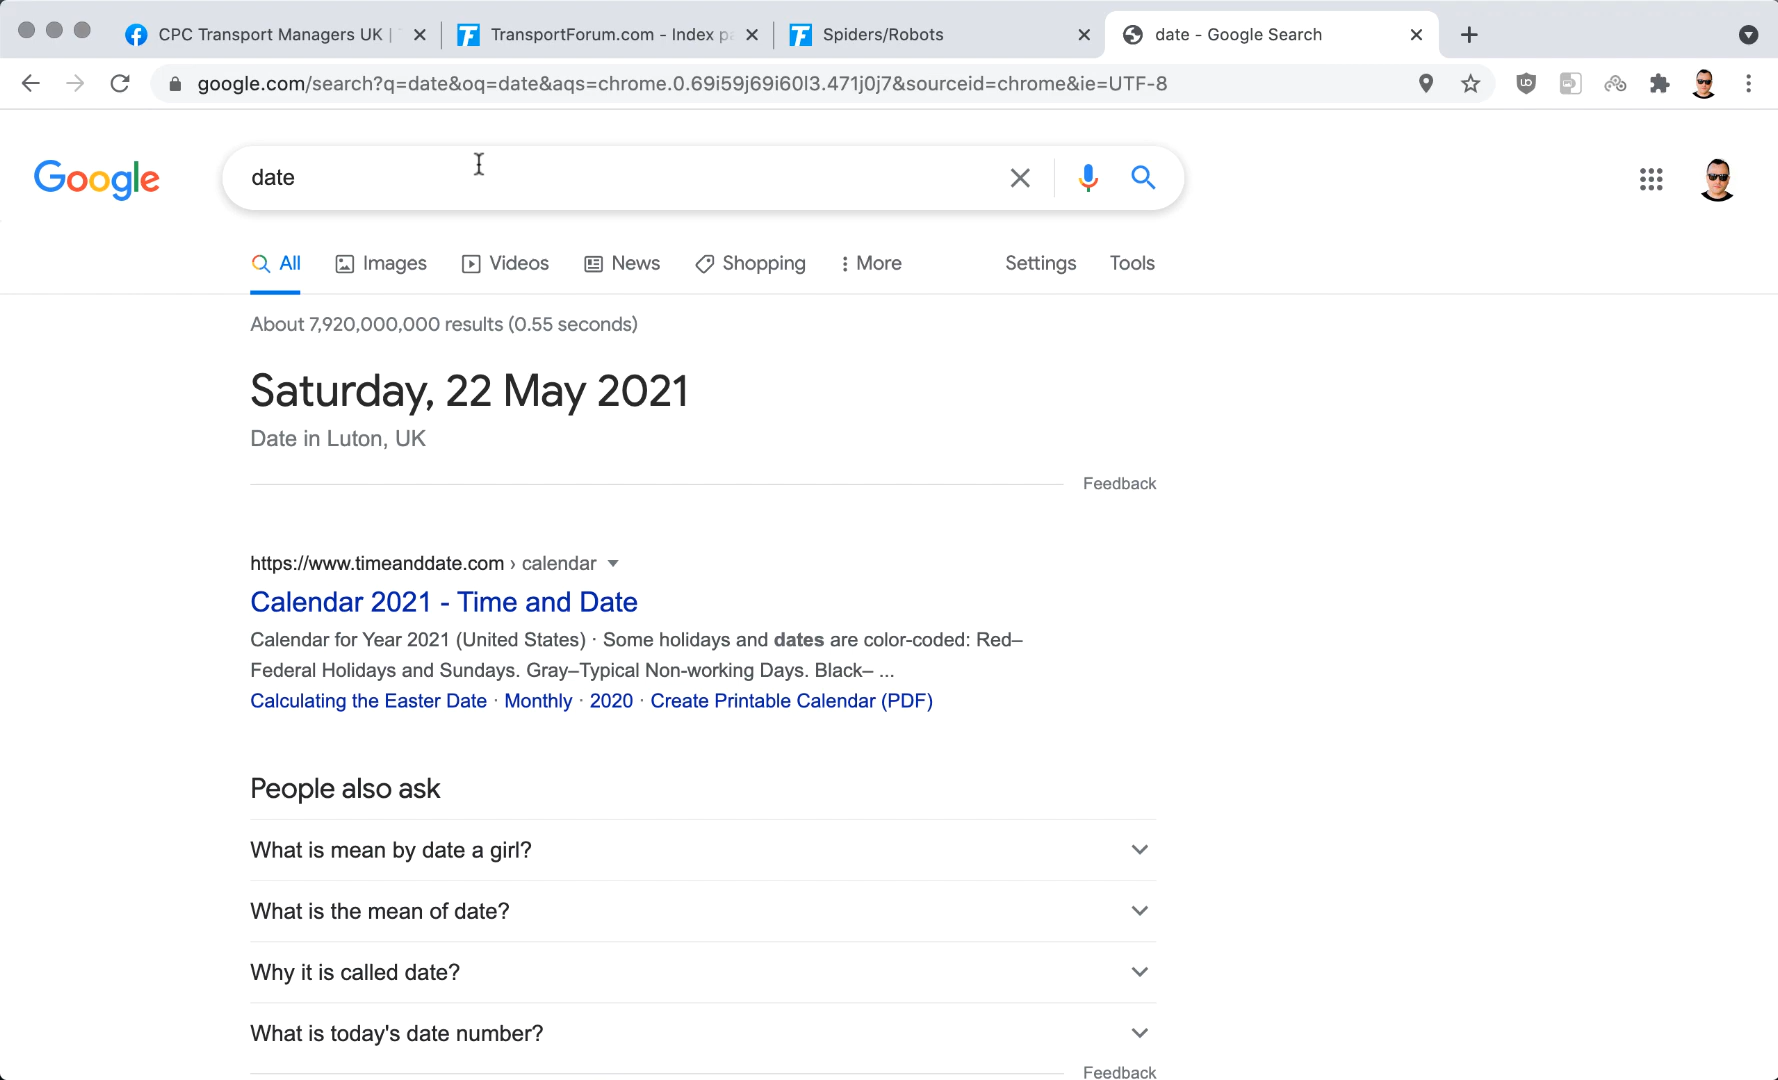 CPC Transport Managers UK |
TransportForum.com - Index pa
Spiders/Robots
date - Google Search
google.com/search?q=date&oq=date&aqs=chrome.0.69i59j69i60l3.471j0j7&sourceid=chrome&ie=UTF-8
Google
date
All Images Videos News Shopping More Settings Tools
About 7,920,000,000 results (0.55 seconds)
Saturday, 22 May 2021
Date in Luton, UK
Feedback
https://www.timeanddate.com › calendar
Calendar 2021 - Time and Date
Calendar for Year 2021 (United States) · Some holidays and dates are color-coded: Red–
Federal Holidays and Sundays. Gray–Typical Non-working Days. Black– ...
Calculating the Easter Date · Monthly · 2020 · Create Printable Calendar (PDF)
People also ask
What is mean by date a girl?
What is the mean of date?
Why it is called date?
What is today's date number?
Feedback